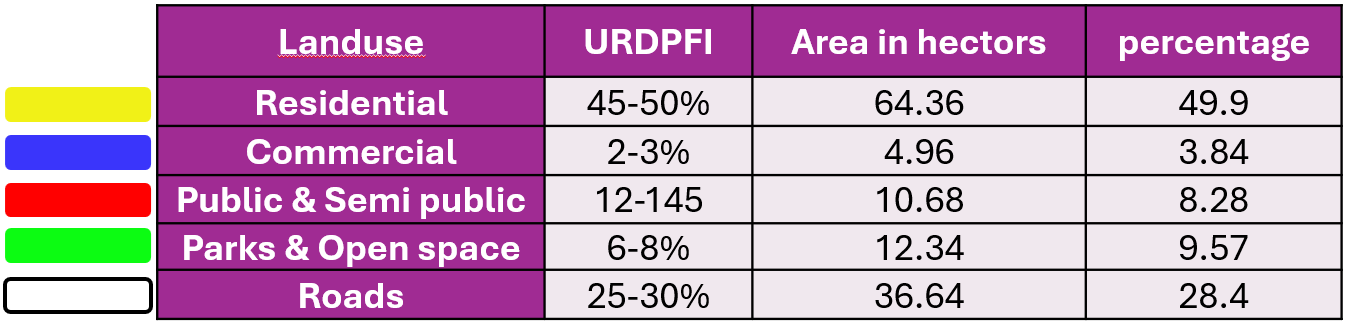 Landuse URDPFI Area in hectors percentage
Residential 45-50% 64.36 49.9
Commercial 2-3% 4.96 3.84
Public & Semi public 12-145 10.68 8.28
Parks & Open space 6-8% 12.34 9.57
Roads 25-30% 36.64 28.4